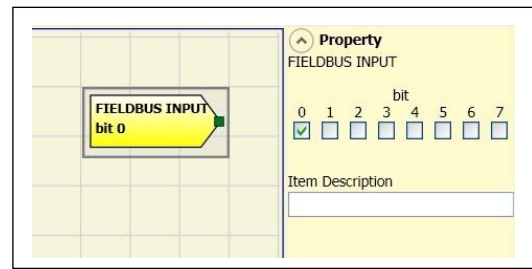 FIELDBUS INPUT
bit 0
Property
FIELDBUS INPUT
bit
0 1 2 3 4 5 6 7
Item Description